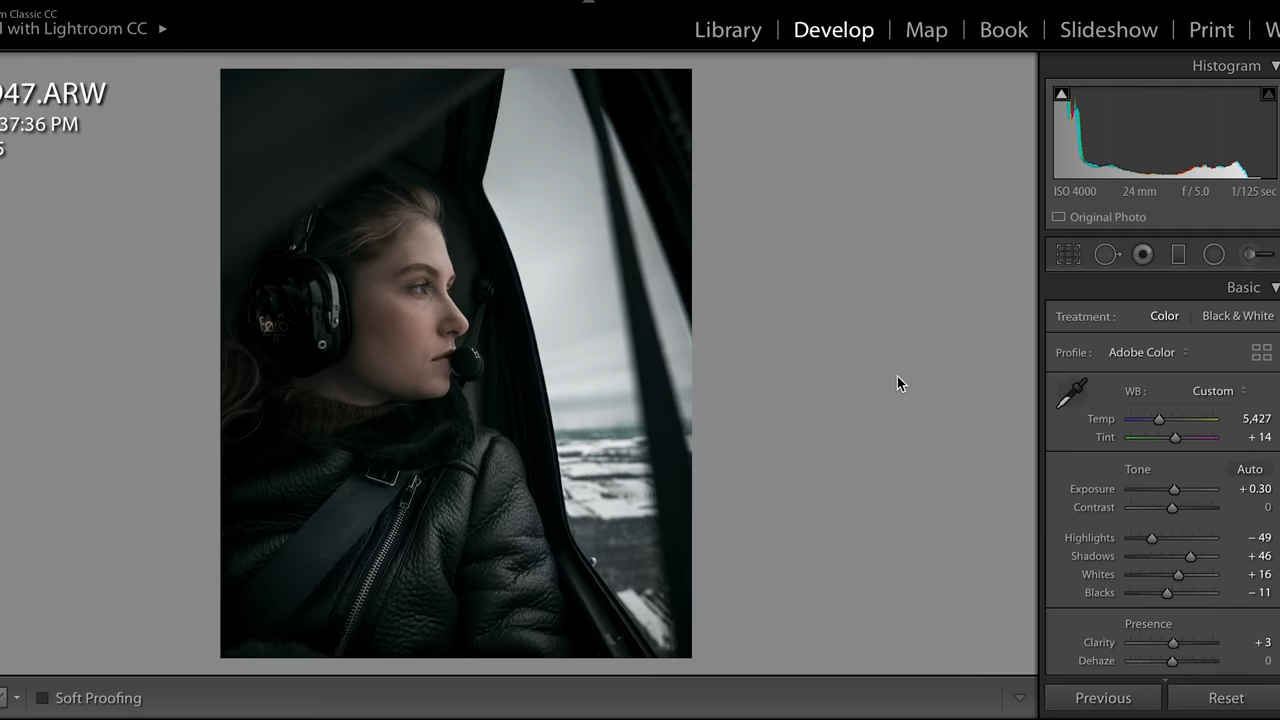 m Classic CC
d with Lightroom CC
Library | Develop | Map | Book | Slideshow | Print | W
947.ARW
37:36 PM
5
Histogram
ISO 4000 24 mm f / 5.0 1/125 sec
Original Photo
Basic
Treatment : Color | Black & White
Profile : Adobe Color
WB : Custom
Temp 5,427
Tint + 14
Tone Auto
Exposure + 0.30
Contrast 0
Highlights − 49
Shadows + 46
Whites + 16
Blacks − 11
Presence
Clarity + 3
Dehaze 0
Previous Reset
Soft Proofing